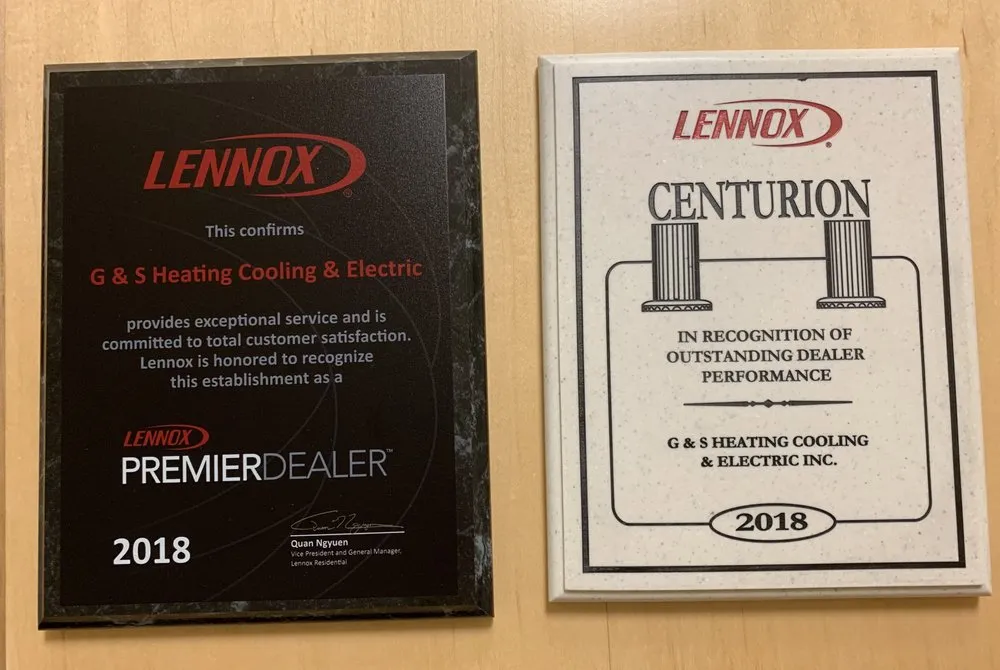 LENNOX
This confirms
G & S Heating Cooling & Electric
provides exceptional service and is
committed to total customer satisfaction.
Lennox is honored to recognize
this establishment as a
LENNOX
PREMIERDEALER™
2018
Quan Ngyuen
Vice President and General Manager,
Lennox Residential
LENNOX
CENTURION
IN RECOGNITION OF
OUTSTANDING DEALER
PERFORMANCE
G & S HEATING COOLING
& ELECTRIC INC.
2018